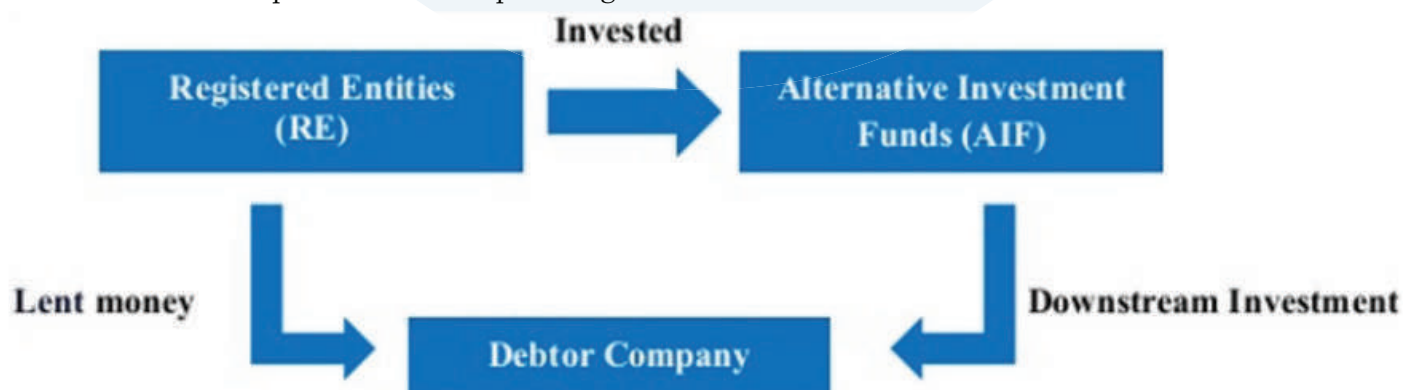 Invested
Registered Entities
(RE)
Alternative Investment
Funds (AIF)
Lent money
Downstream Investment
Debtor Company